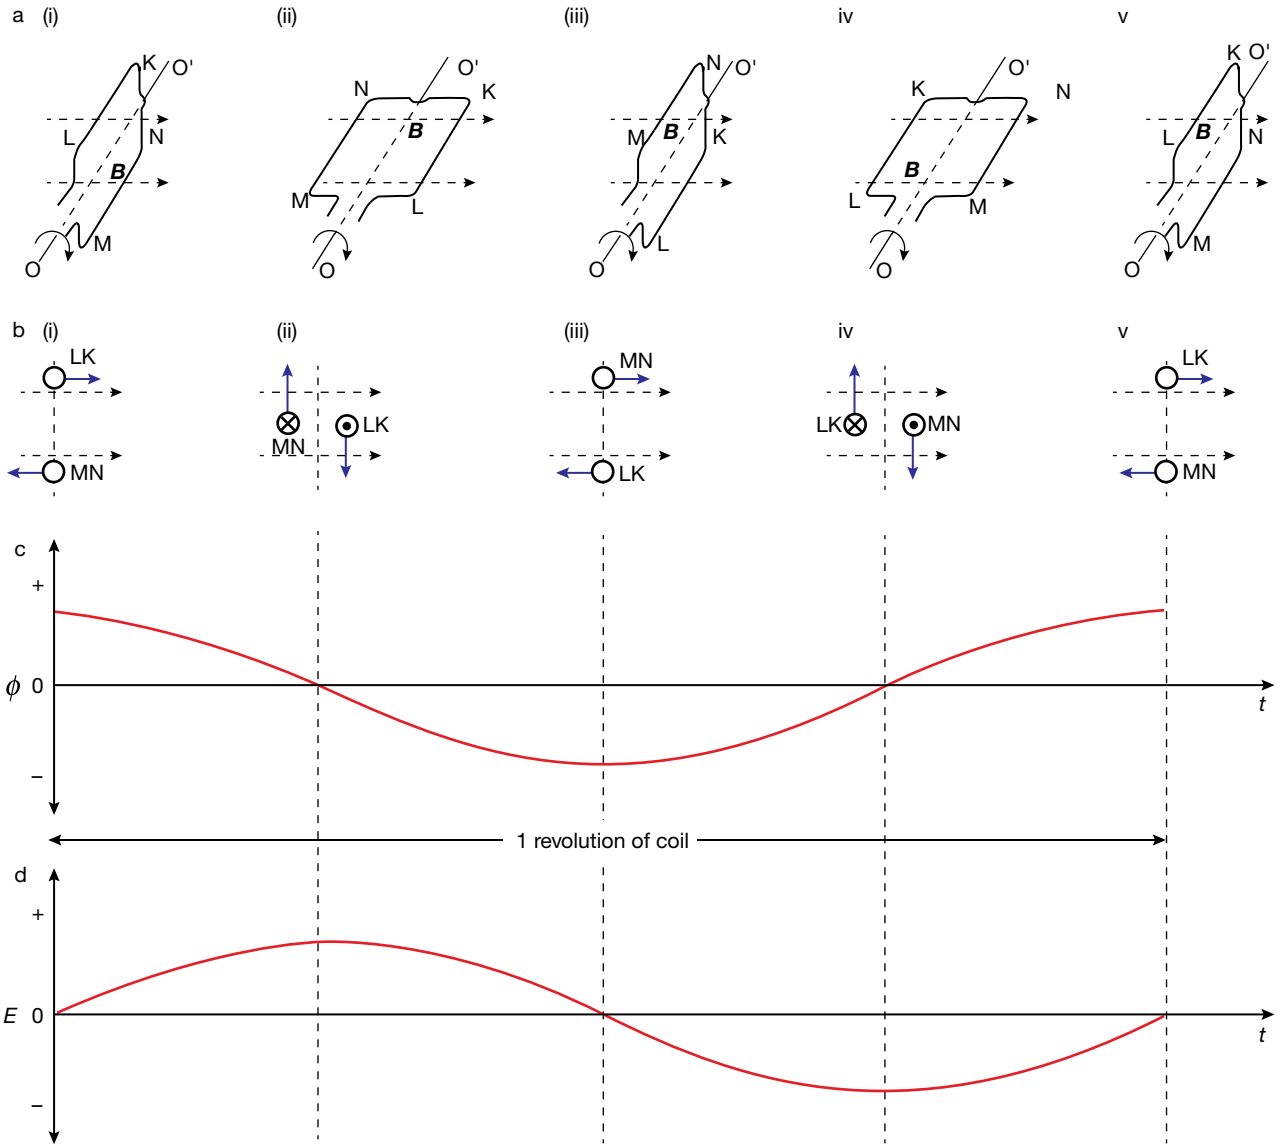 a (i) (ii) (iii) iv v
K O' O' N O' O' K O'
N K K N
L N B M B K L B N
B B
M L L M
M L M
O O O O O
b (i) (ii) (iii) iv v
LK MN LK
MN LK LK MN
MN LK MN
c
+
ϕ 0
t
−
1 revolution of coil
d
+
E 0
t
−